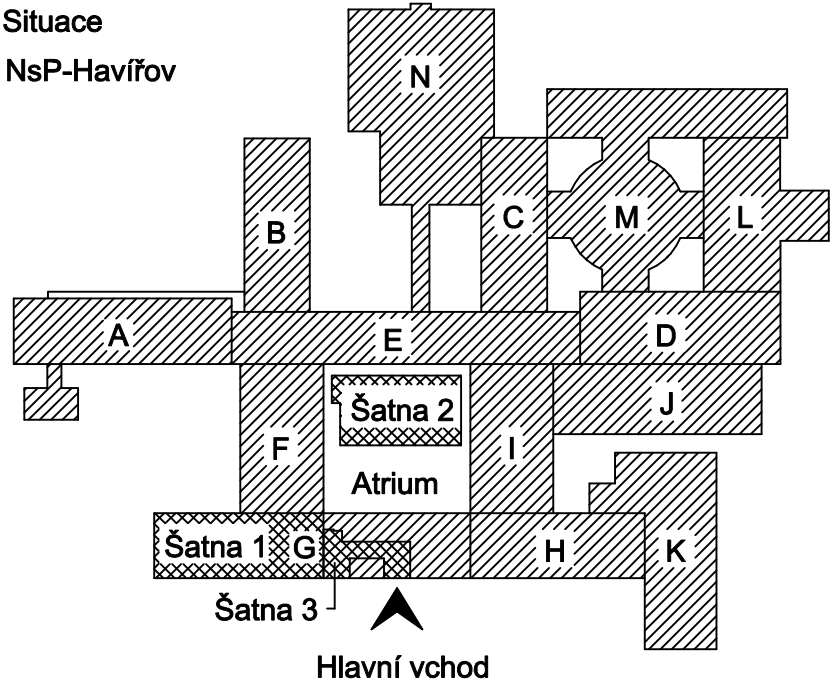 Situace
NsP-Havířov
N
B
C
M
L
A
E
D
Šatna 2
J
F
I
Atrium
Šatna 1
G
H
K
Šatna 3
Hlavní vchod